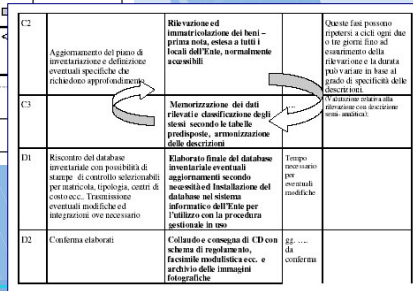 C2
Aggiornamento del piano di
inventariazione e definizione
eventuali specifiche che
richiedono approfondimento
Rilevazione ed
immatricolazione dei beni –
prima nota, estesa a tutti i
locali dell'Ente, normalmente
accessibili
Queste fasi possono
ripetersi a cicli ogni due
o tre giorni fino ad
esaurimento della
rilevazione e la durata
può variare in base al
grado di specificità delle
descrizioni.
(Valutazione relativa alla
rilevazione con descrizione
semi- analitica);
C3
Memorizzazione dei dati
rilevati e classificazione degli
stessi secondo le tabelle
predisposte, armonizzazione
delle descrizioni
....
D1
Riscontro del database
inventariale con possibilità di
stampe di controllo selezionabili
per matricola, tipologia, centri di
costo ecc.. Trasmissione
eventuali modifiche ed
integrazioni ove necessario
Elaborato finale del database
inventariale eventuali
aggiornamenti secondo
necessità ed Installazione del
database nel sistema
informatico dell'Ente per
l'utilizzo con la procedura
gestionale in uso
Tempo
necessario
per
eventuali
modifiche
D2
Conferma elaborati
Collaudo e consegna di CD con
schema di regolamento,
facsimile modulistica ecc. e
archivio delle immagini
fotografiche
gg. ....
da
conferma